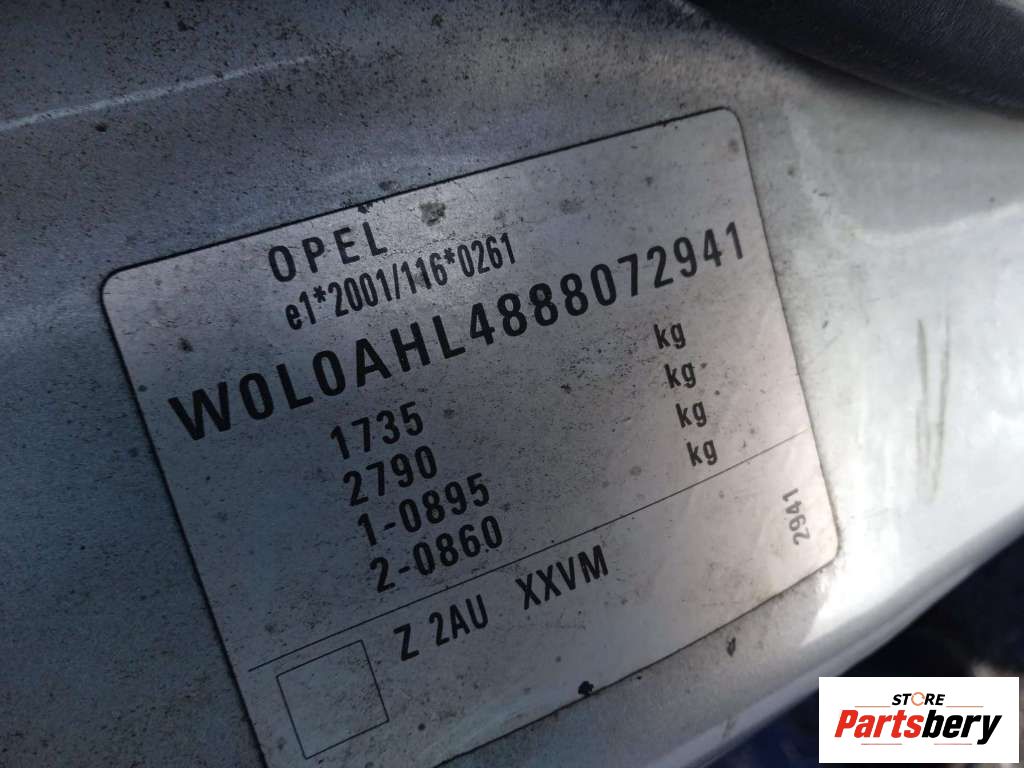 OPEL
e1*2001/116*0261
W0L0AHL4888072941
1735 kg
2790 kg
1-0895 kg
2-0860 kg
Z 2AU XXVM
2941
STORE
Partsbery